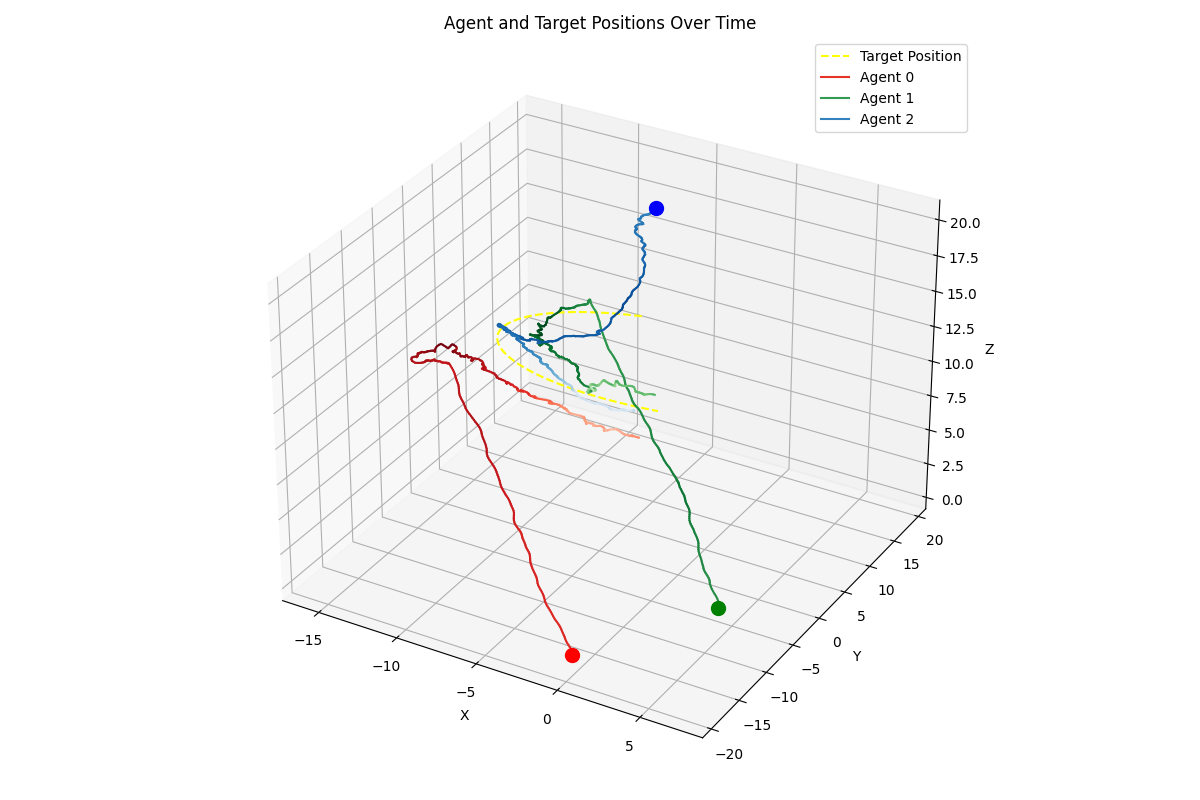 Agent and Target Positions Over Time
Target Position
Agent 0
Agent 1
Agent 2
20.0
17.5
15.0
12.5
10.0
7.5
5.0
2.5
0.0
Z
20
15
10
5
0
−5
−10
−15
−20
Y
−15
−10
−5
0
5
X